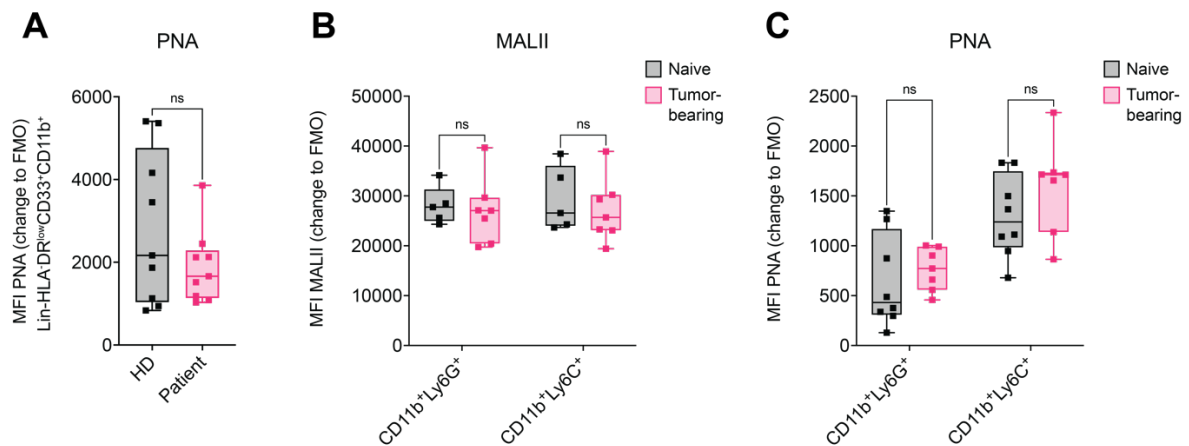 A
PNA
MFI PNA (change to FMO)
Lin-HLA-DRˡᵒʷCD33⁺CD11b⁺
6000
4000
2000
0
ns
HD
Patient
B
MALII
MFI MALII (change to FMO)
50000
40000
30000
20000
10000
0
ns
ns
CD11b⁺Ly6G⁺
CD11b⁺Ly6C⁺
Naive
Tumor-
bearing
C
PNA
MFI PNA (change to FMO)
2500
2000
1500
1000
500
0
ns
ns
CD11b⁺Ly6G⁺
CD11b⁺Ly6C⁺
Naive
Tumor-
bearing